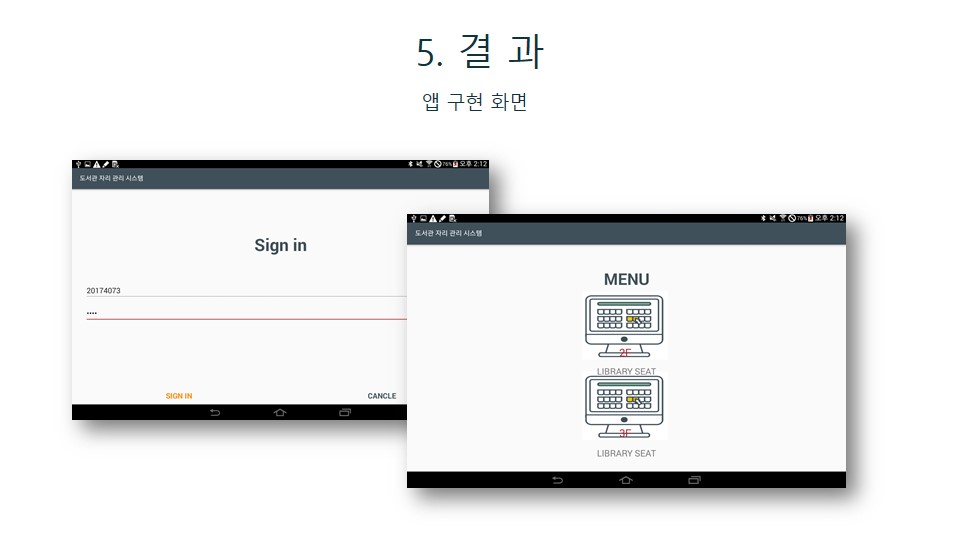 5. 결 과
앱 구현 화면
76% 오후 2:12
도서관 자리 관리 시스템
Sign in
20174073
....
SIGN IN
CANCLE
76% 오후 2:12
도서관 자리 관리 시스템
MENU
2F
LIBRARY SEAT
3F
LIBRARY SEAT